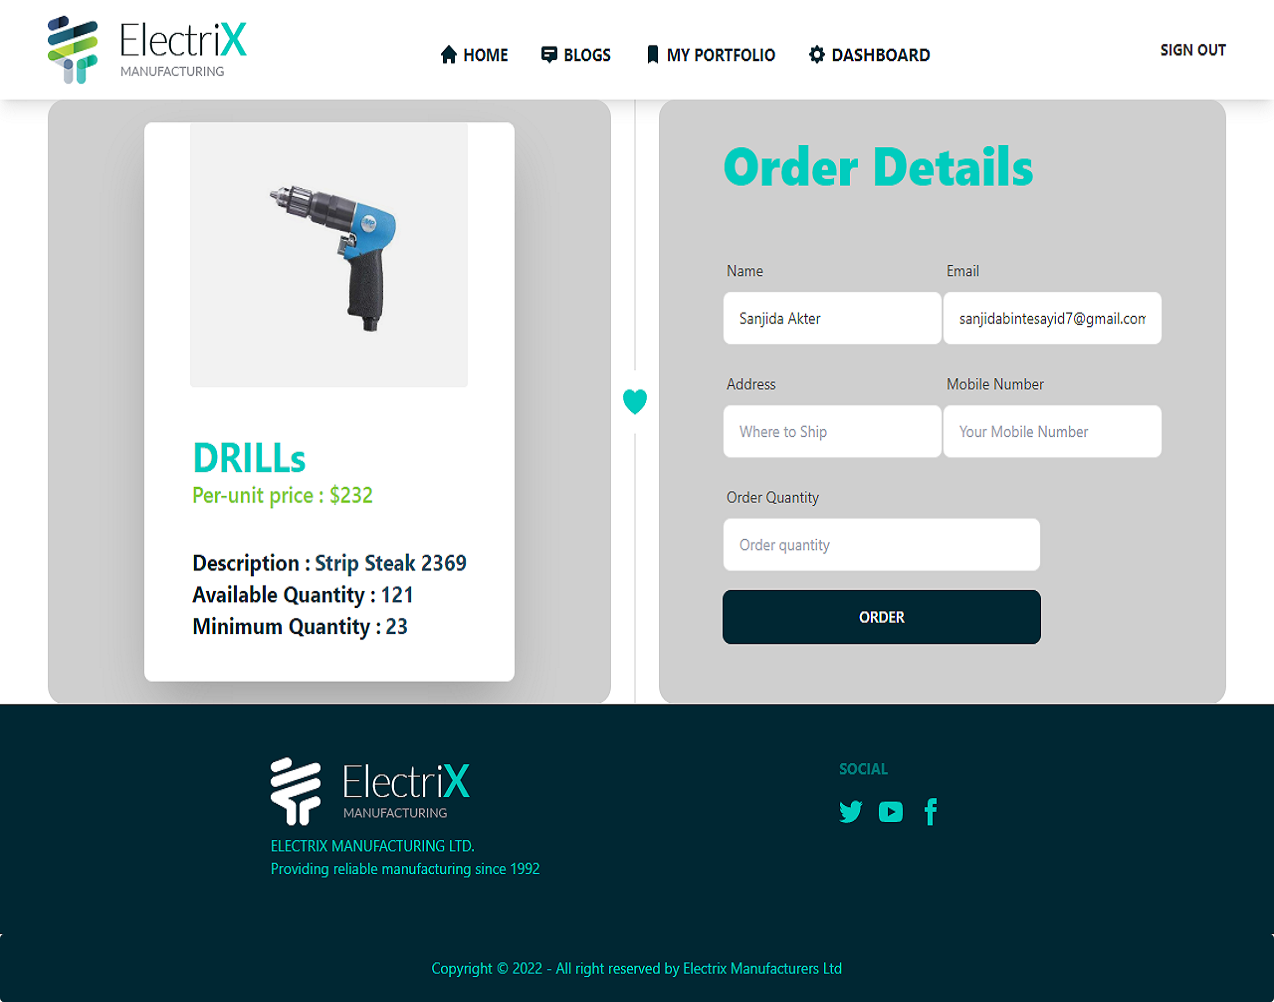 ElectriX
MANUFACTURING
HOME
BLOGS
MY PORTFOLIO
DASHBOARD
SIGN OUT
DRILLs
Per-unit price : $232
Description : Strip Steak 2369
Available Quantity : 121
Minimum Quantity : 23
Order Details
Name
Email
Sanjida Akter
sanjidabintesayid7@gmail.com
Address
Mobile Number
Where to Ship
Your Mobile Number
Order Quantity
Order quantity
ORDER
ElectriX
MANUFACTURING
ELECTRIX MANUFACTURING LTD.
Providing reliable manufacturing since 1992
SOCIAL
Copyright © 2022 - All right reserved by Electrix Manufacturers Ltd